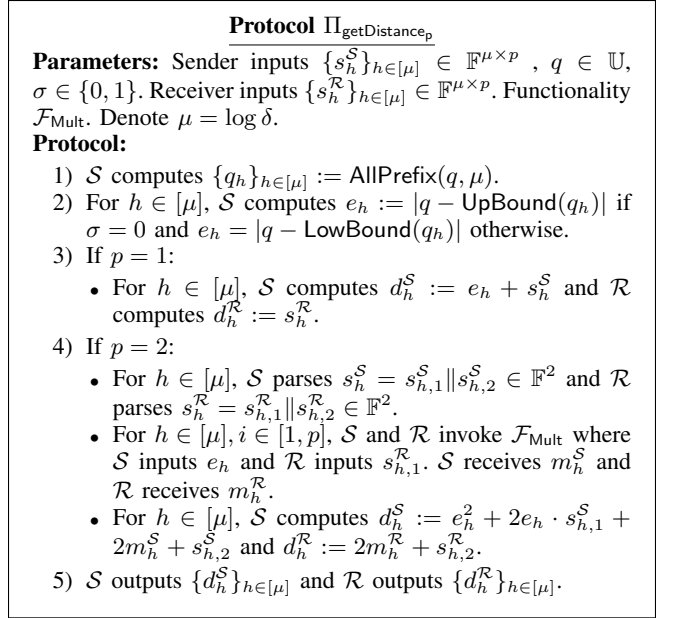 Protocol Π_getDistance_p
Parameters: Sender inputs {s_h^S}_{h∈[μ]} ∈ 𝔽^{μ×p} , q ∈ 𝕌,
σ ∈ {0, 1}. Receiver inputs {s_h^R}_{h∈[μ]} ∈ 𝔽^{μ×p}. Functionality
F_Mult. Denote μ = log δ.
Protocol:
1) S computes {q_h}_{h∈[μ]} := AllPrefix(q, μ).
2) For h ∈ [μ], S computes e_h := |q − UpBound(q_h)| if
σ = 0 and e_h = |q − LowBound(q_h)| otherwise.
3) If p = 1:
• For h ∈ [μ], S computes d_h^S := e_h + s_h^S and R
computes d_h^R := s_h^R.
4) If p = 2:
• For h ∈ [μ], S parses s_h^S = s_{h,1}^S‖s_{h,2}^S ∈ 𝔽^2 and R
parses s_h^R = s_{h,1}^R‖s_{h,2}^R ∈ 𝔽^2.
• For h ∈ [μ], i ∈ [1, p], S and R invoke F_Mult where
S inputs e_h and R inputs s_{h,1}^R. S receives m_h^S and
R receives m_h^R.
• For h ∈ [μ], S computes d_h^S := e_h^2 + 2e_h · s_{h,1}^S +
2m_h^S + s_{h,2}^S and d_h^R := 2m_h^R + s_{h,2}^R.
5) S outputs {d_h^S}_{h∈[μ]} and R outputs {d_h^R}_{h∈[μ]}.